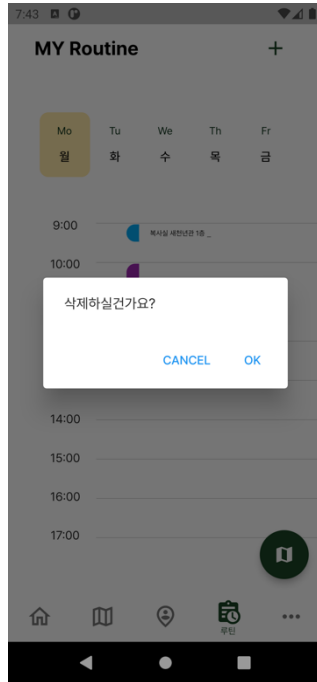 7:43
MY Routine
+
Mo Tu We Th Fr
월 화 수 목 금
9:00 복사실 새천년관 1층 _
10:00
삭제하실건가요?
CANCEL OK
14:00
15:00
16:00
17:00
루틴